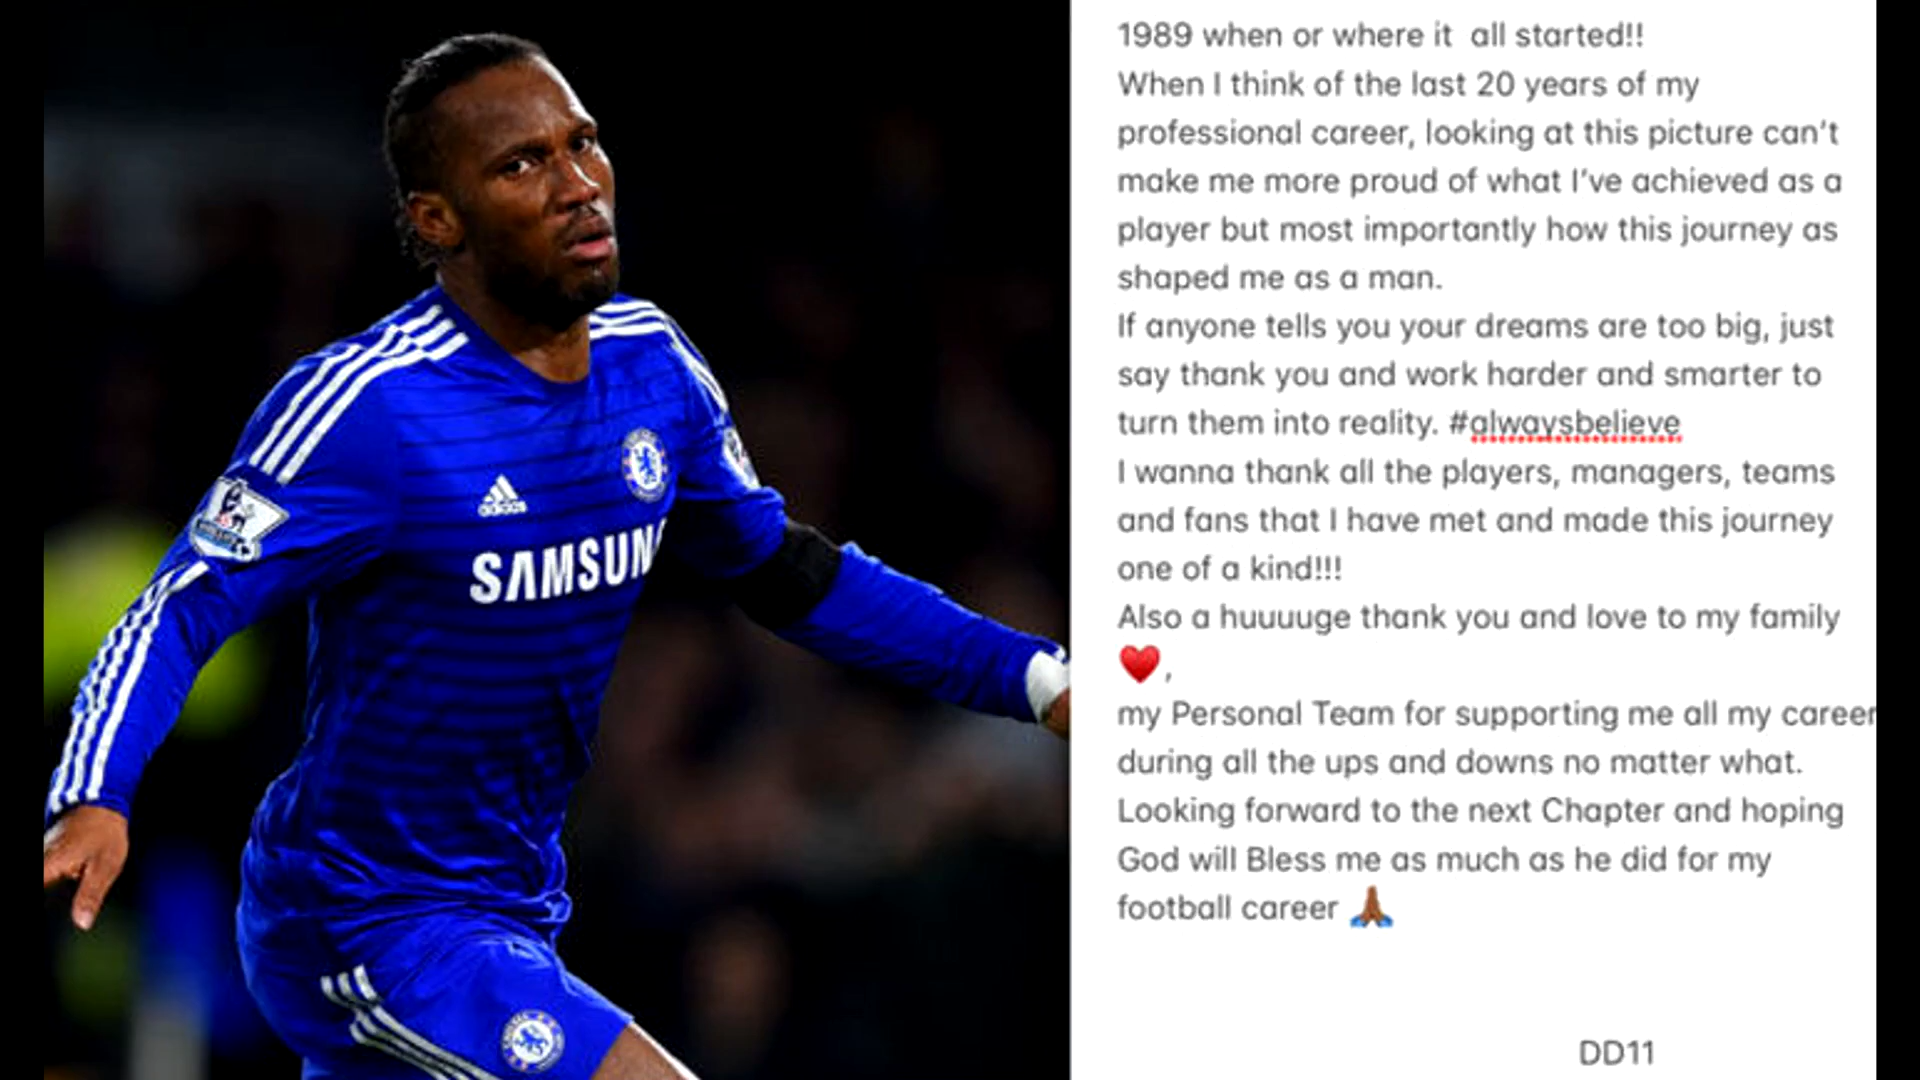 adidas
SAMSUN
1989 when or where it all started!!
When I think of the last 20 years of my
professional career, looking at this picture can't
make me more proud of what I've achieved as a
player but most importantly how this journey as
shaped me as a man.
If anyone tells you your dreams are too big, just
say thank you and work harder and smarter to
turn them into reality. #alwaysbelieve
I wanna thank all the players, managers, teams
and fans that I have met and made this journey
one of a kind!!!
Also a huuuuge thank you and love to my family
♥️,
my Personal Team for supporting me all my career
during all the ups and downs no matter what.
Looking forward to the next Chapter and hoping
God will Bless me as much as he did for my
football career 🙏🏾
DD11